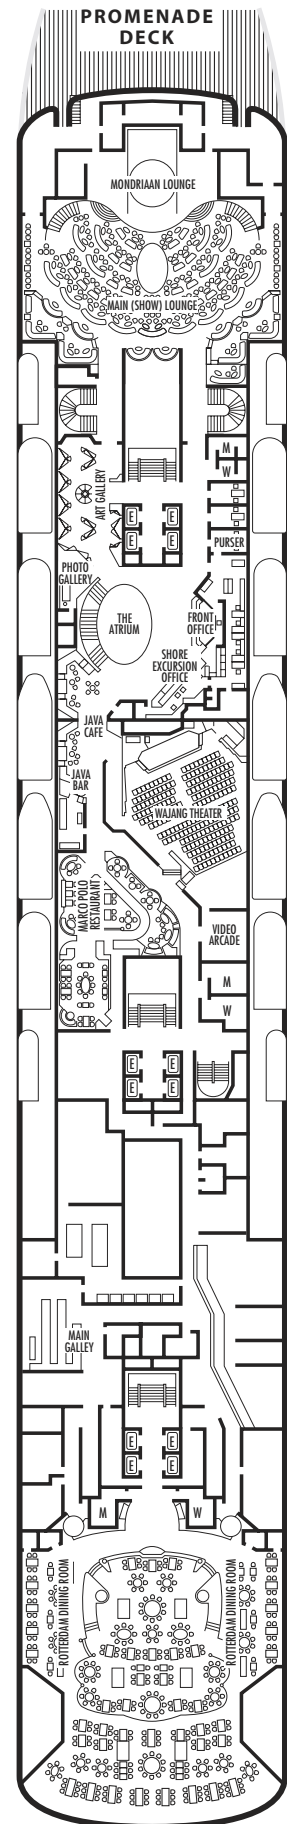 PROMENADE
DECK
MONDRIAAN LOUNGE
MAIN (SHOW) LOUNGE
M
W
ART GALLERY
E
E
E
E
PURSER
PHOTO
GALLERY
THE
ATRIUM
FRONT
OFFICE
SHORE
EXCURSION
OFFICE
JAVA
CAFE
JAVA
BAR
WAJANG THEATER
MARCO POLO
RESTAURANT
VIDEO
ARCADE
M
W
E
E
E
E
MAIN
GALLEY
E
E
E
E
M
W
ROTTERDAM DINING ROOM
ROTTERDAM DINING ROOM